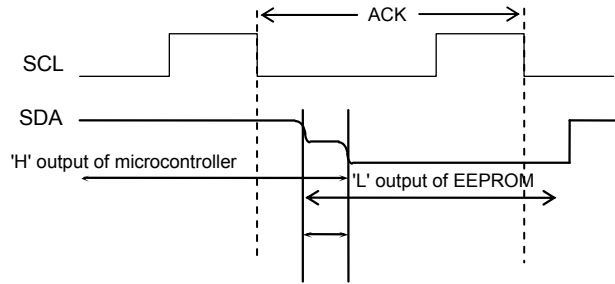 ACK
SCL
SDA
'H' output of microcontroller
'L' output of EEPROM